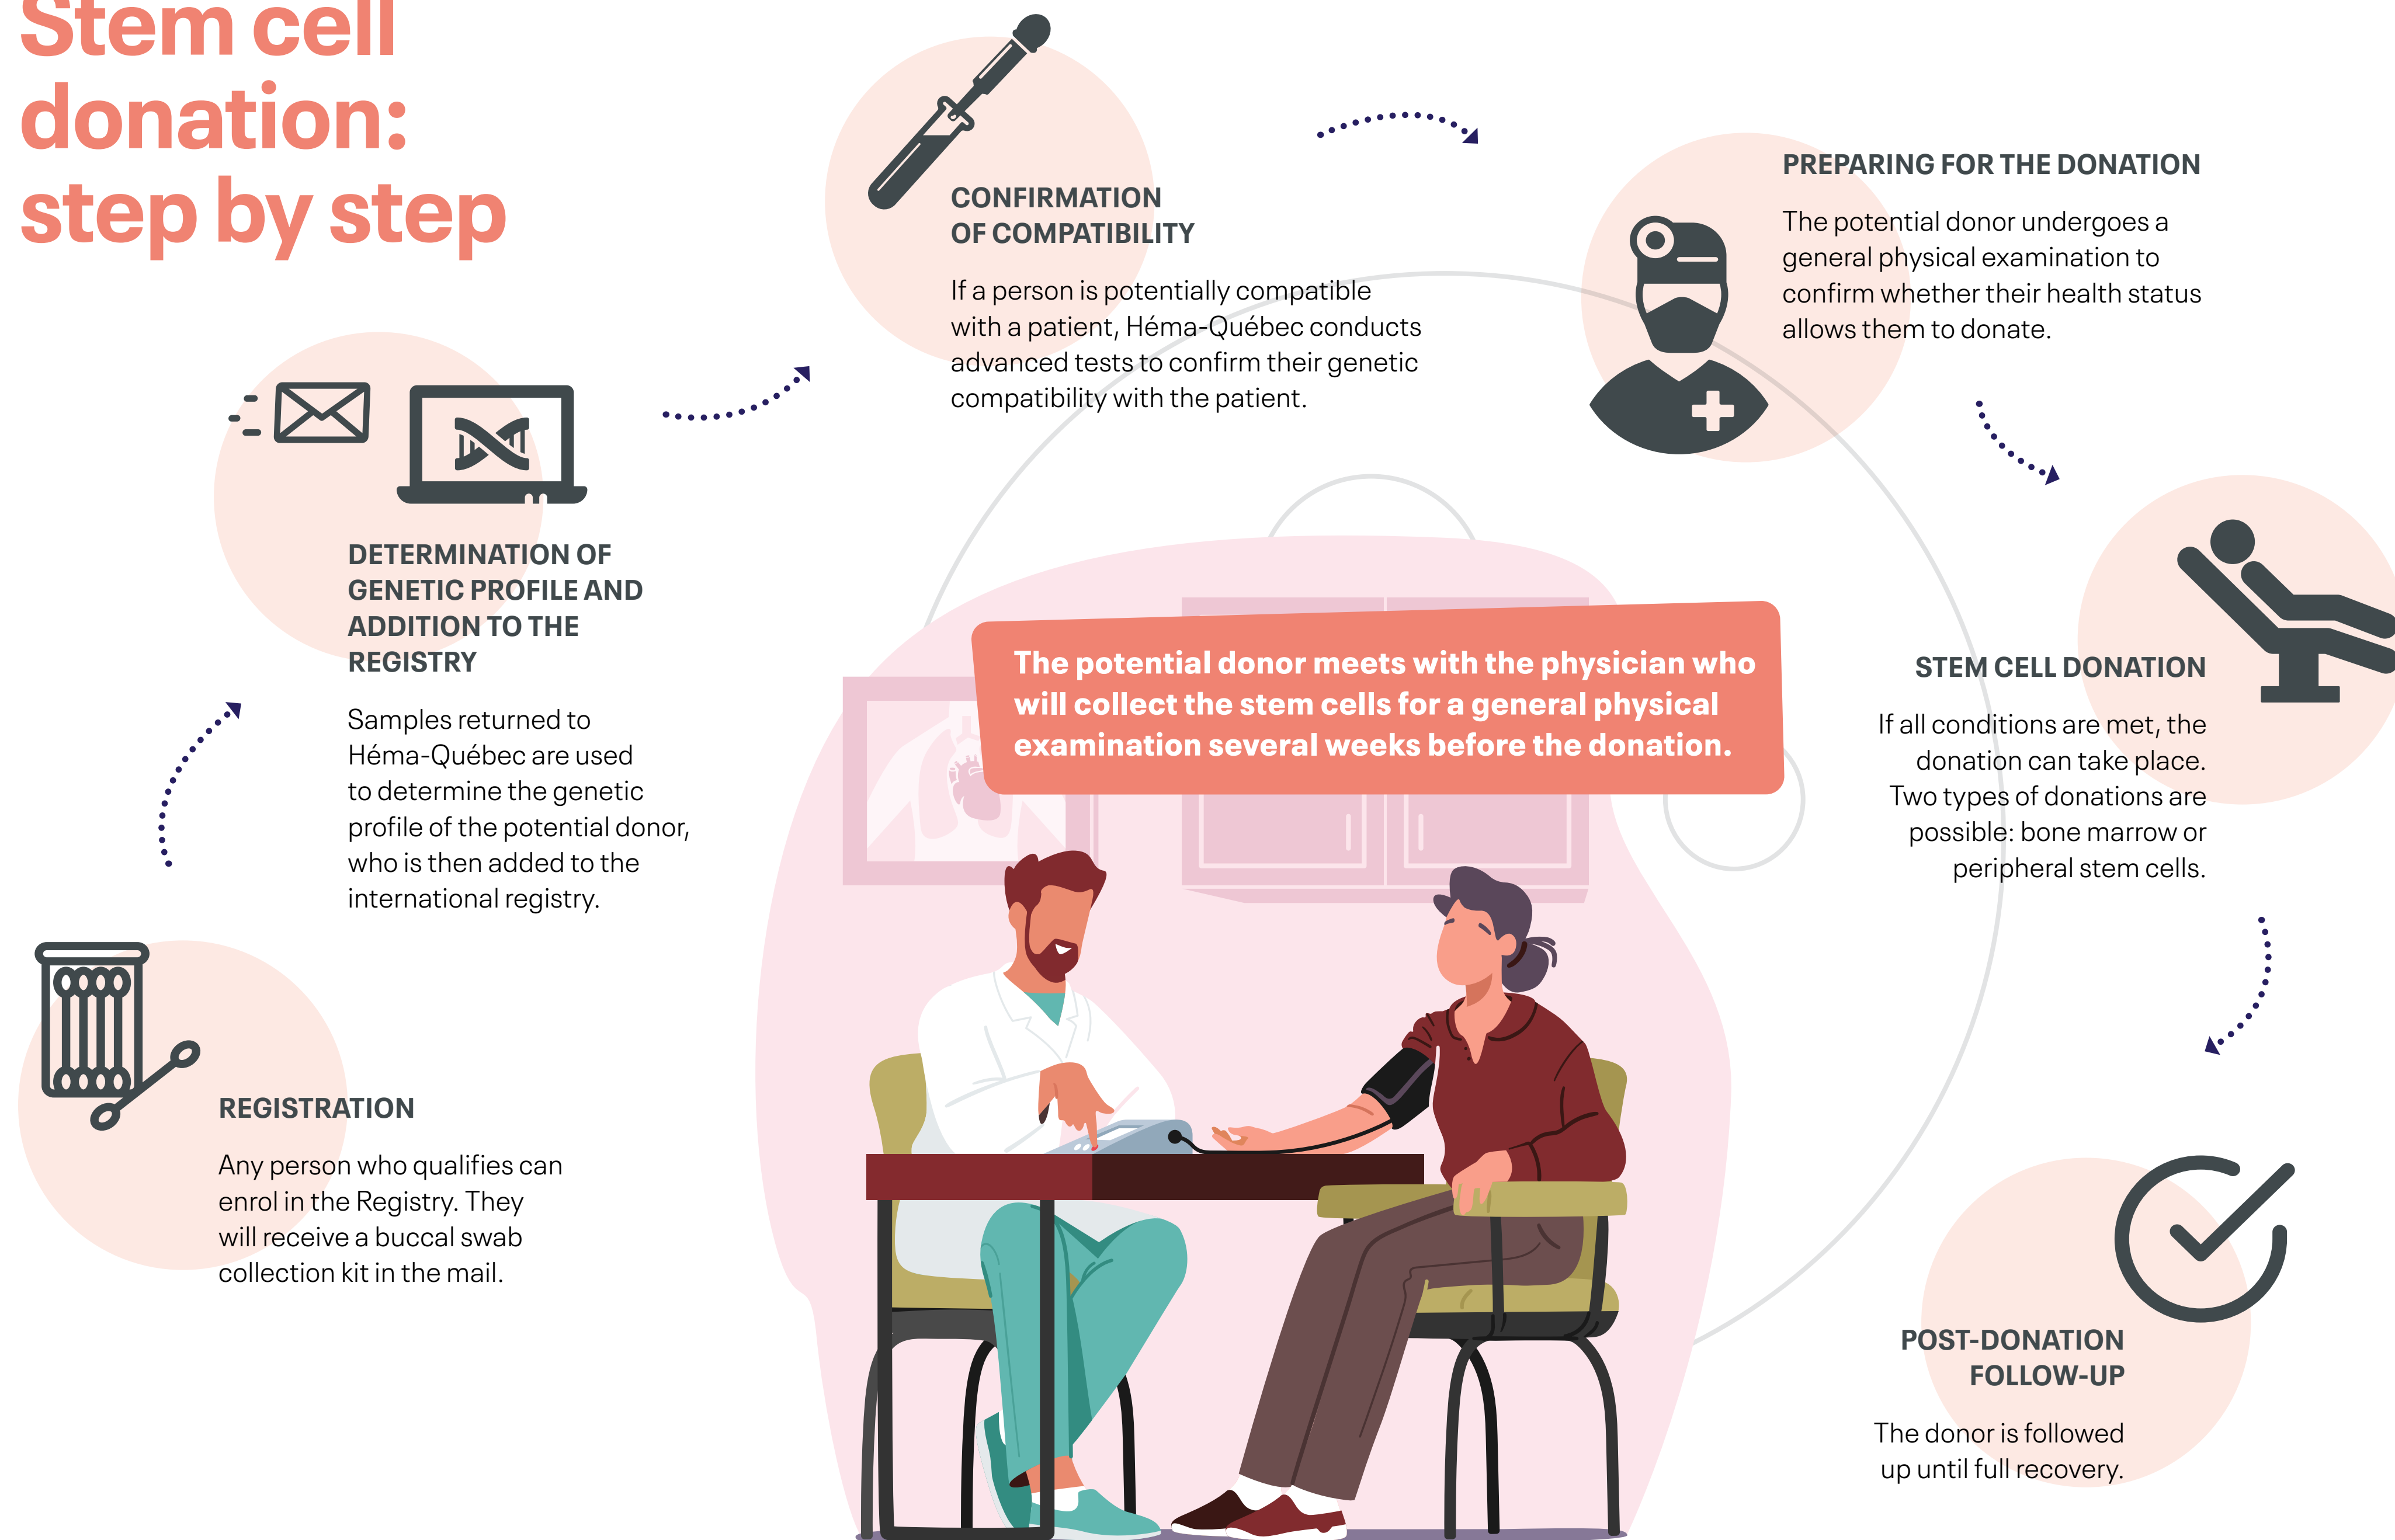 Stem cell
donation:
step by step
REGISTRATION
Any person who qualifies can
enrol in the Registry. They
will receive a buccal swab
collection kit in the mail.
DETERMINATION OF
GENETIC PROFILE AND
ADDITION TO THE
REGISTRY
Samples returned to
Héma-Québec are used
to determine the genetic
profile of the potential donor,
who is then added to the
international registry.
CONFIRMATION
OF COMPATIBILITY
If a person is potentially compatible
with a patient, Héma-Québec conducts
advanced tests to confirm their genetic
compatibility with the patient.
PREPARING FOR THE DONATION
The potential donor undergoes a
general physical examination to
confirm whether their health status
allows them to donate.
The potential donor meets with the physician who
will collect the stem cells for a general physical
examination several weeks before the donation.
STEM CELL DONATION
If all conditions are met, the
donation can take place.
Two types of donations are
possible: bone marrow or
peripheral stem cells.
POST-DONATION
FOLLOW-UP
The donor is followed
up until full recovery.